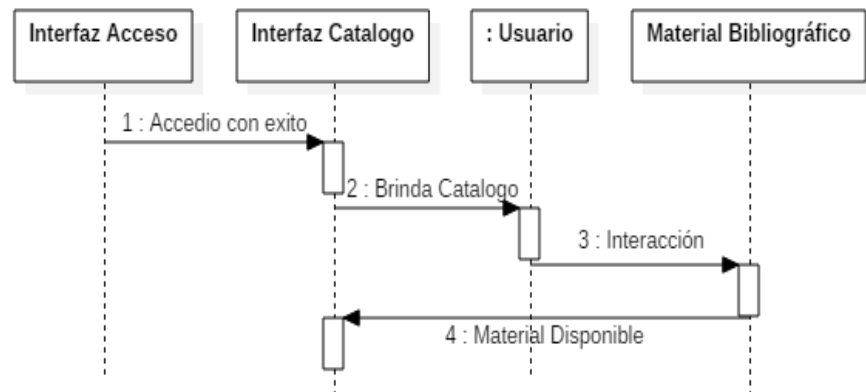 Interfaz Acceso
Interfaz Catalogo
: Usuario
Material Bibliográfico
1 : Accedio con exito
2 : Brinda Catalogo
3 : Interacción
4 : Material Disponible